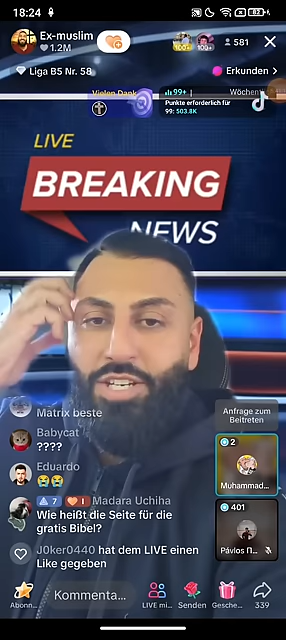 18:24
82
Ex-muslim
1.2M
100+
100+
581
Liga B5 Nr. 58
Erkunden
Vielen Dank
99+
Wöchen
Punkte erforderlich für
99: 503.8K
LIVE
BREAKING
NEWS
Matrix beste
Babycat
????
Eduardo
😭😭
7 1 Madara Uchiha
Wie heißt die Seite für die
gratis Bibel?
J0ker0440 hat dem LIVE einen
Like gegeben
Anfrage zum
Beitreten
2
Muhammad...
401
Pávlos Π...
Abonn...
Kommenta...
LIVE mi...
Senden
Gesche...
339